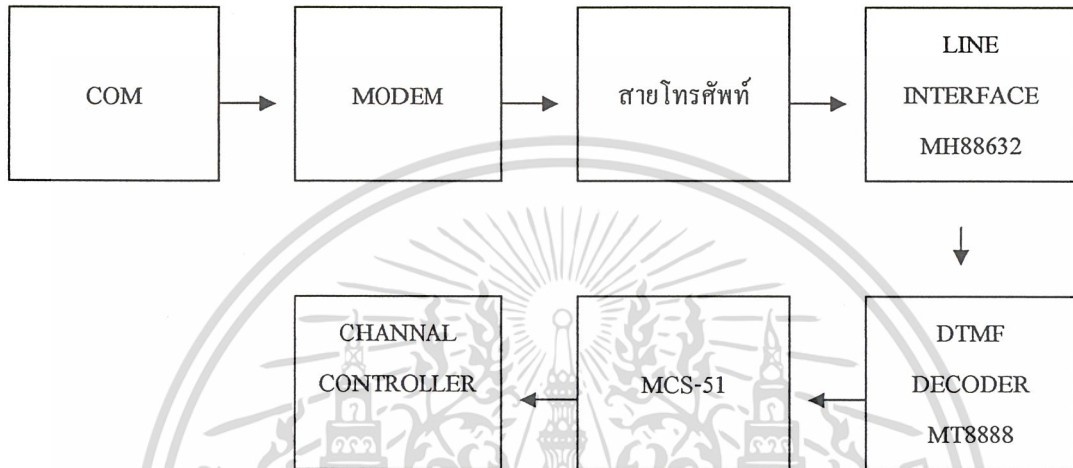 COM
MODEM
สายโทรศัพท์
LINE
INTERFACE
MH88632
CHANNAL
CONTROLLER
MCS-51
DTMF
DECODER
MT8888